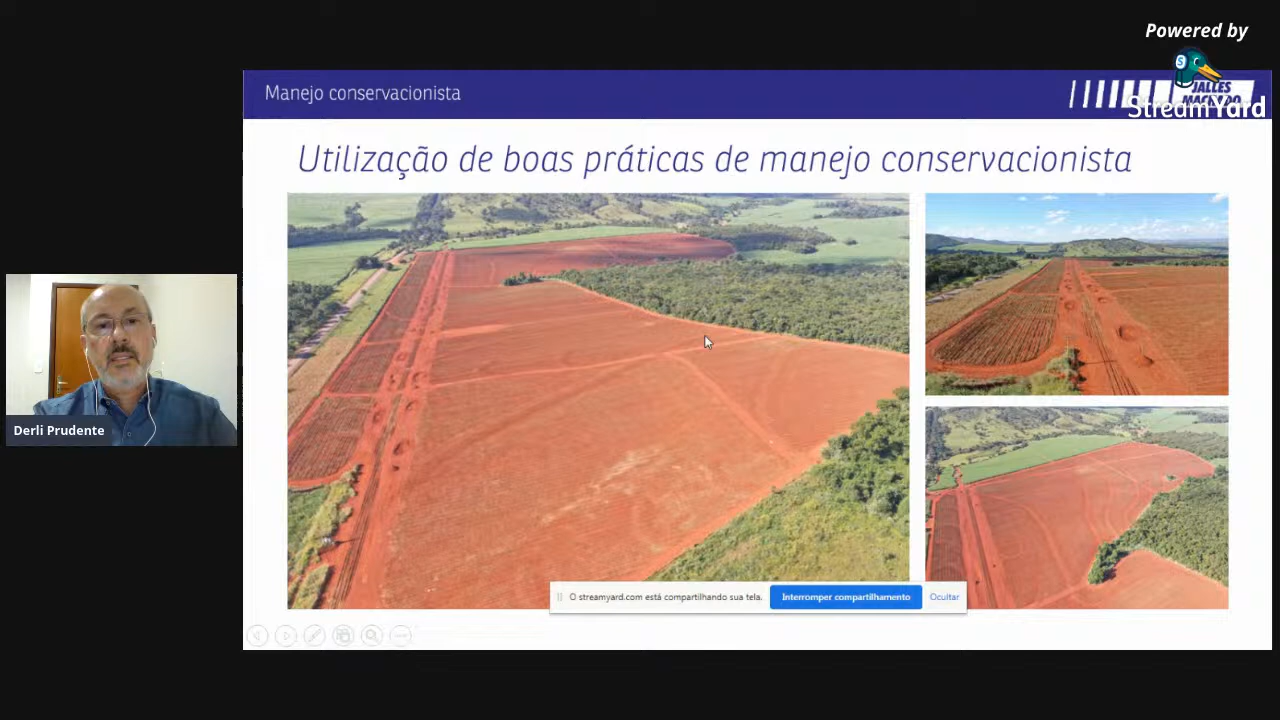 Powered by
StreamYard
Manejo conservacionista
JALLES
Utilização de boas práticas de manejo conservacionista
Derli Prudente
O streamyard.com está compartilhando sua tela.
Interromper compartilhamento
Ocultar